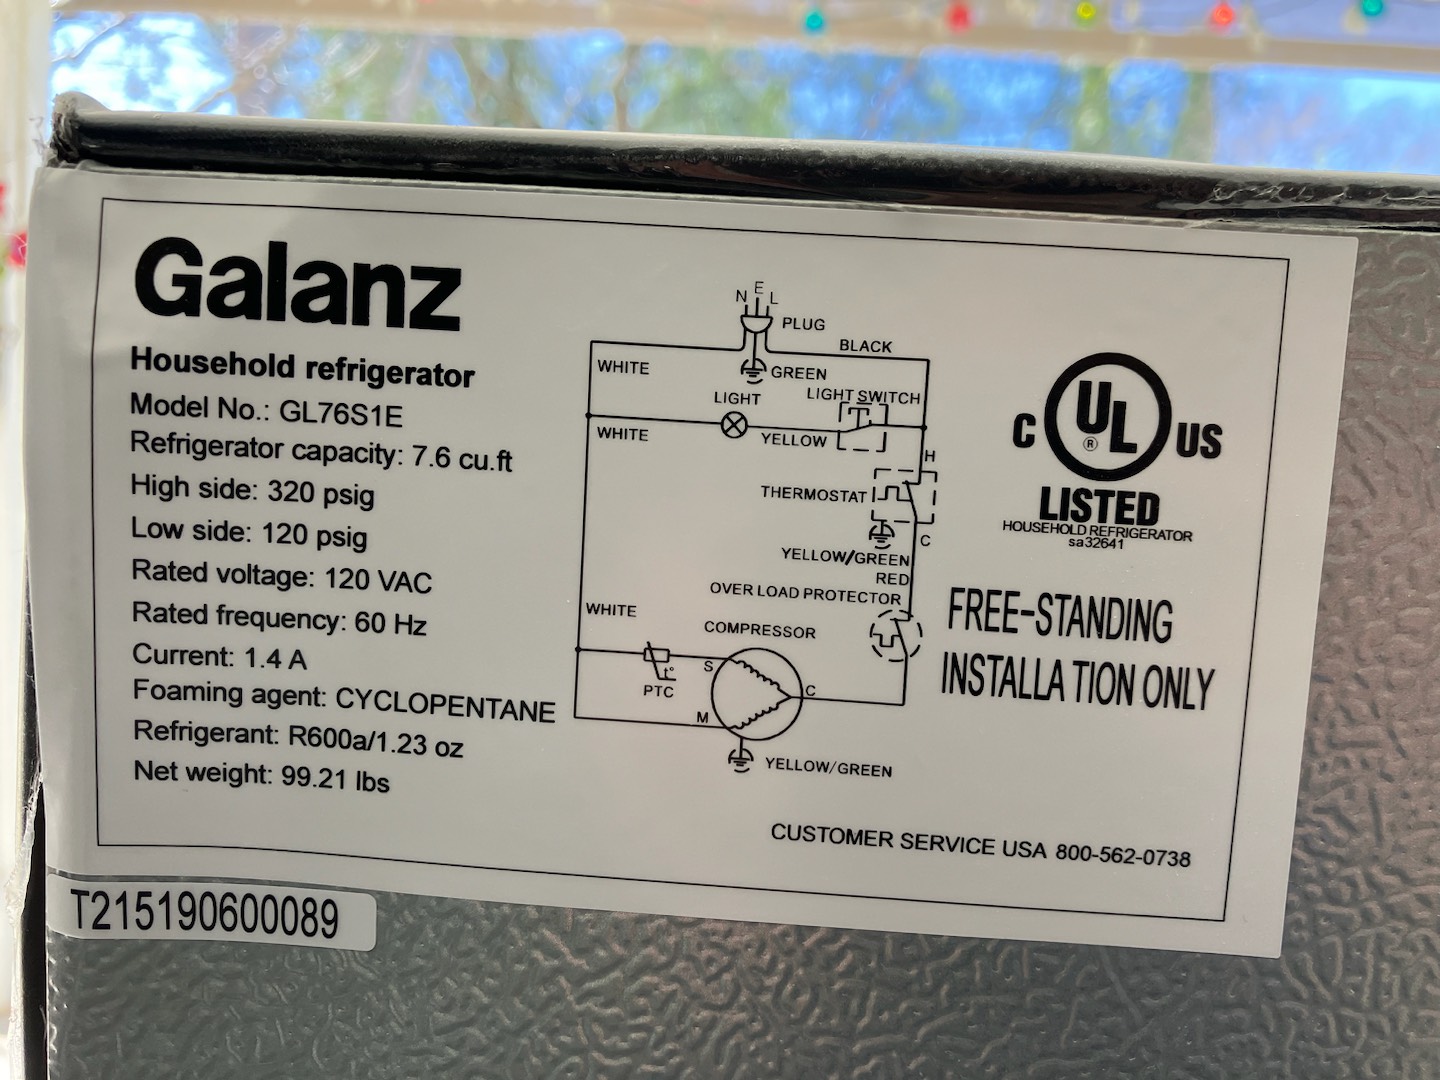 Galanz
Household refrigerator
Model No.: GL76S1E
Refrigerator capacity: 7.6 cu.ft
High side: 320 psig
Low side: 120 psig
Rated voltage: 120 VAC
Rated frequency: 60 Hz
Current: 1.4 A
Foaming agent: CYCLOPENTANE
Refrigerant: R600a/1.23 oz
Net weight: 99.21 lbs
N E L
PLUG
BLACK
WHITE
GREEN
LIGHT
LIGHT SWITCH
WHITE
YELLOW
H
THERMOSTAT
C
YELLOW/GREEN
RED
OVER LOAD PROTECTOR
WHITE
COMPRESSOR
S
t°
PTC
C
M
YELLOW/GREEN
C UL US
®
LISTED
HOUSEHOLD REFRIGERATOR
sa32641
FREE-STANDING
INSTALLATION ONLY
CUSTOMER SERVICE USA 800-562-0738
T215190600089